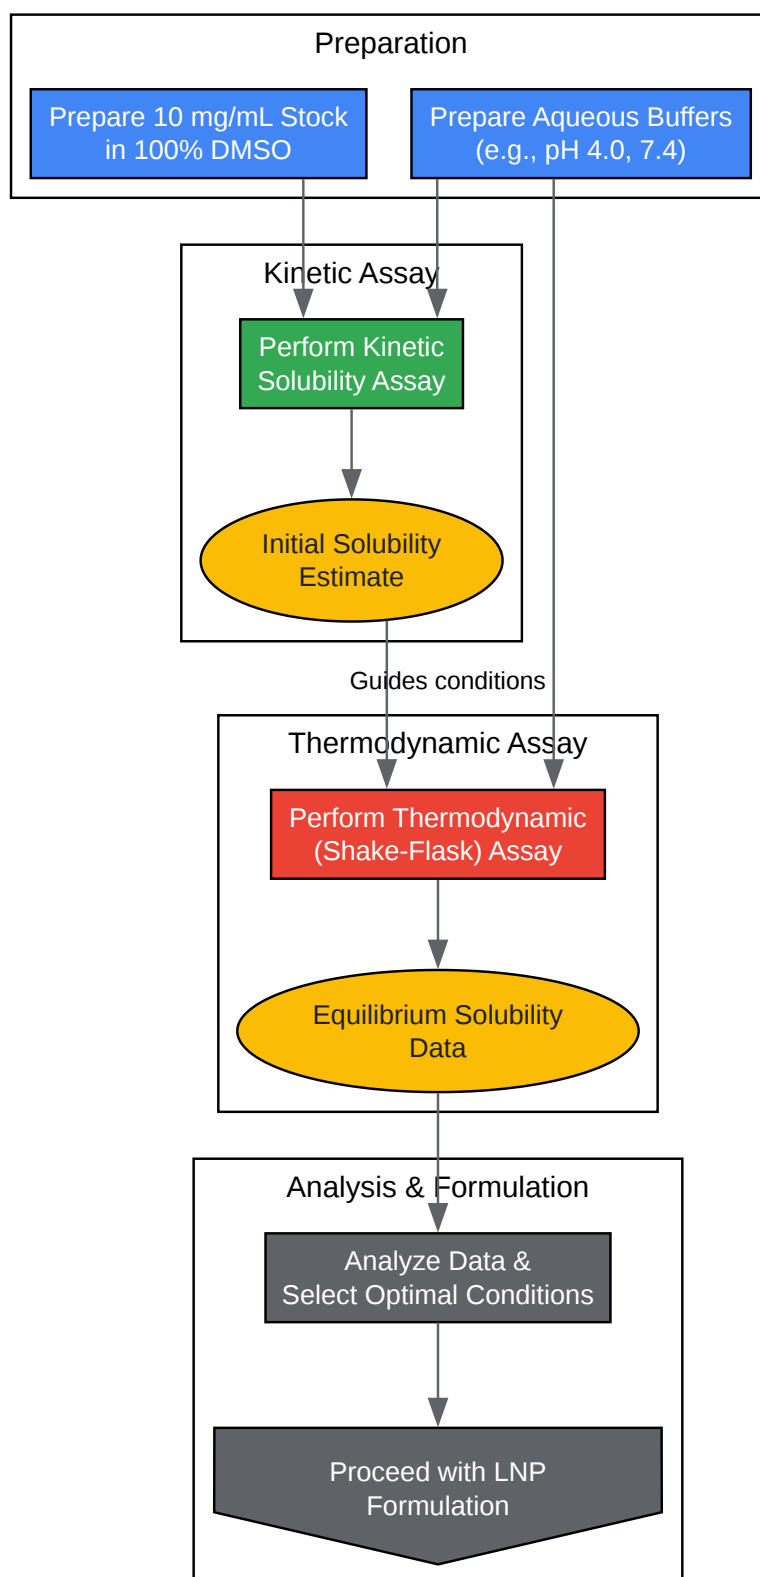 Preparation
Prepare 10 mg/mL Stock
in 100% DMSO
Prepare Aqueous Buffers
(e.g., pH 4.0, 7.4)
Kinetic Assay
Perform Kinetic
Solubility Assay
Initial Solubility
Estimate
Guides conditions
Thermodynamic Assay
Perform Thermodynamic
(Shake-Flask) Assay
Equilibrium Solubility
Data
Analysis & Formulation
Analyze Data &
Select Optimal Conditions
Proceed with LNP
Formulation